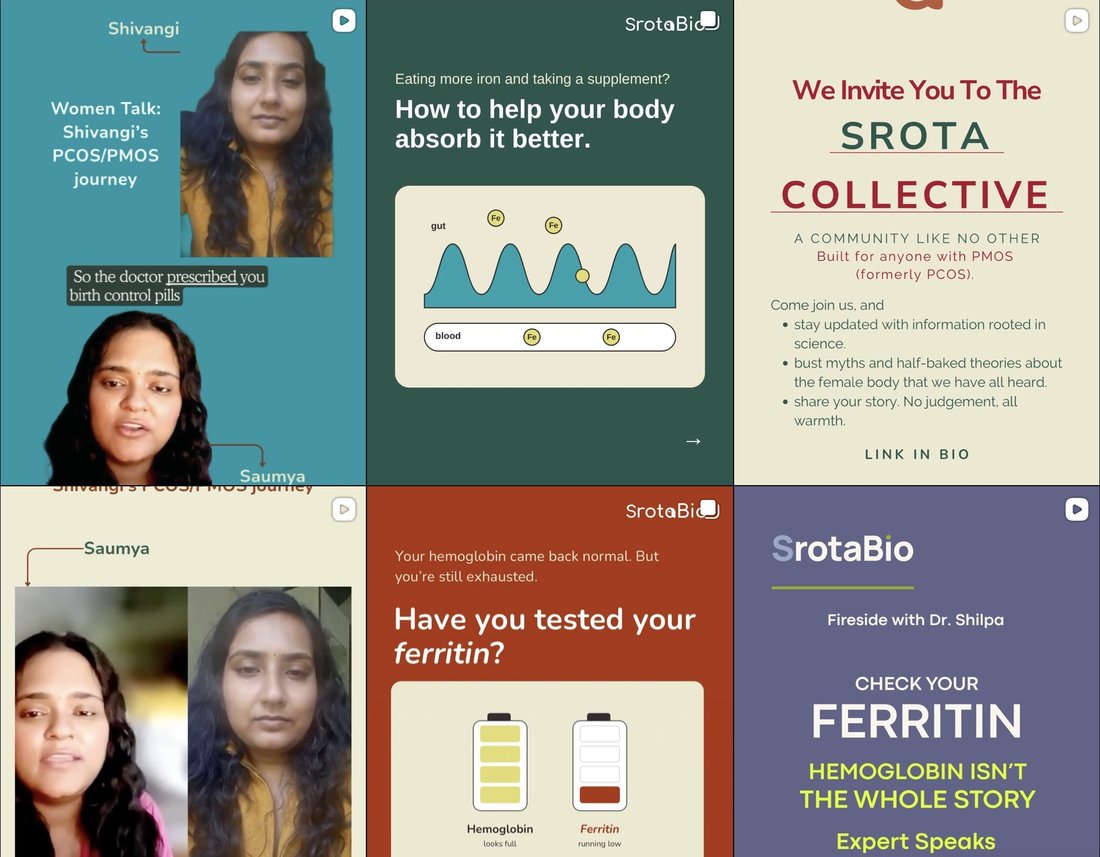 Shivangi
Women Talk:
Shivangi's
PCOS/PMOS
journey
So the doctor prescribed you
birth control pills
Saumya
SrotaBio
Eating more iron and taking a supplement?
How to help your body
absorb it better.
gut
Fe
Fe
blood
Fe
Fe
→
We Invite You To The
SROTA
COLLECTIVE
A COMMUNITY LIKE NO OTHER
Built for anyone with PMOS
(formerly PCOS).
Come join us, and
• stay updated with information rooted in
science.
• bust myths and half-baked theories about
the female body that we have all heard.
• share your story. No judgement, all
warmth.
LINK IN BIO
Shivangi's PCOS/PMOS journey
Saumya
SrotaBio
Your hemoglobin came back normal. But
you're still exhausted.
Have you tested your
ferritin?
Hemoglobin
looks full
Ferritin
running low
SrotaBio
Fireside with Dr. Shilpa
CHECK YOUR
FERRITIN
HEMOGLOBIN ISN'T
THE WHOLE STORY
Expert Speaks